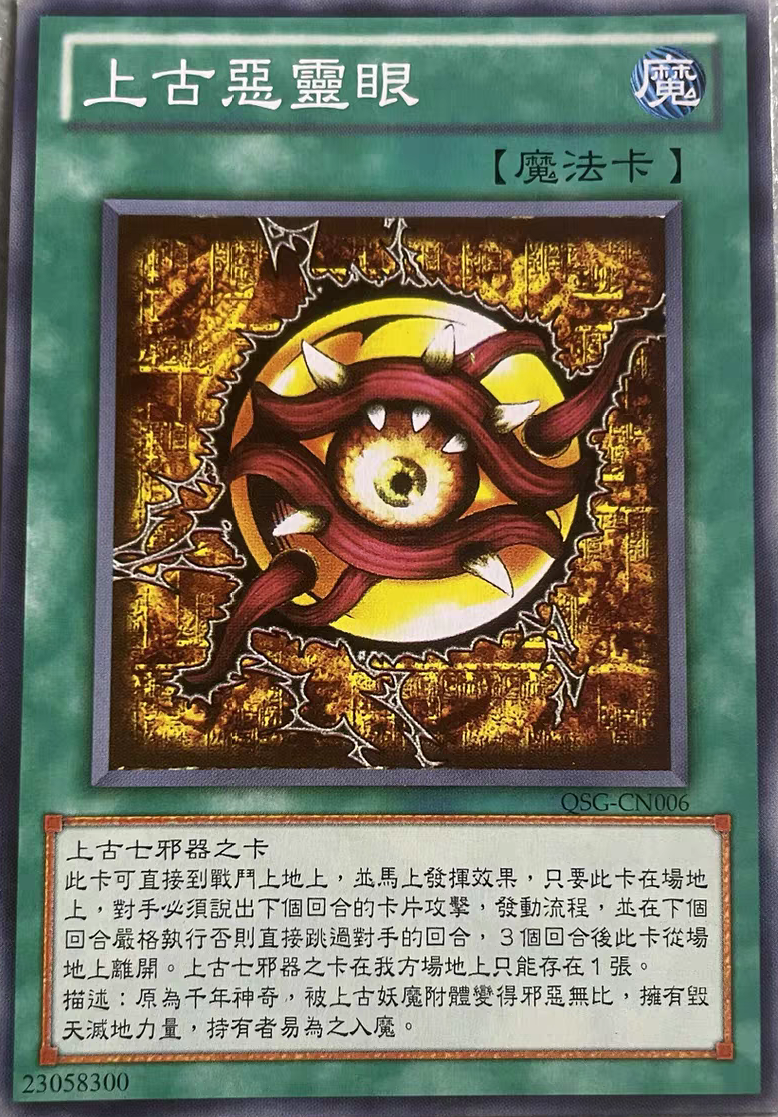 上古惡靈眼
魔
【魔法卡】
QSG-CN006
上古七邪器之卡
此卡可直接到戰鬥上地上，並馬上發揮效果，只要此卡在場地
上，對手必須說出下個回合的卡片攻擊，發動流程，並在下個
回合嚴格執行否則直接跳過對手的回合，3個回合後此卡從場
地上離開。上古七邪器之卡在我方場地上只能存在1張。
描述：原為千年神奇，被上古妖魔附體變得邪惡無比，擁有毀
天滅地力量，持有者易為之入魔。
23058300